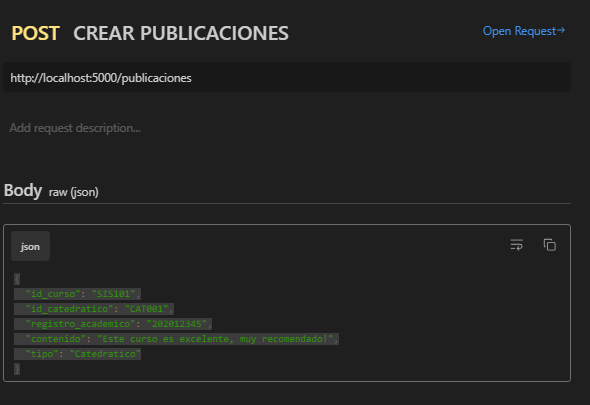 POST CREAR PUBLICACIONES Open Request→
http://localhost:5000/publicaciones
Add request description...
Body raw (json)
json
{
"id_curso": "SIS101",
"id_catedratico": "CAT001",
"registro_academico": "202012345",
"contenido": "Este curso es excelente, muy recomendado!",
"tipo": "Catedratico"
}